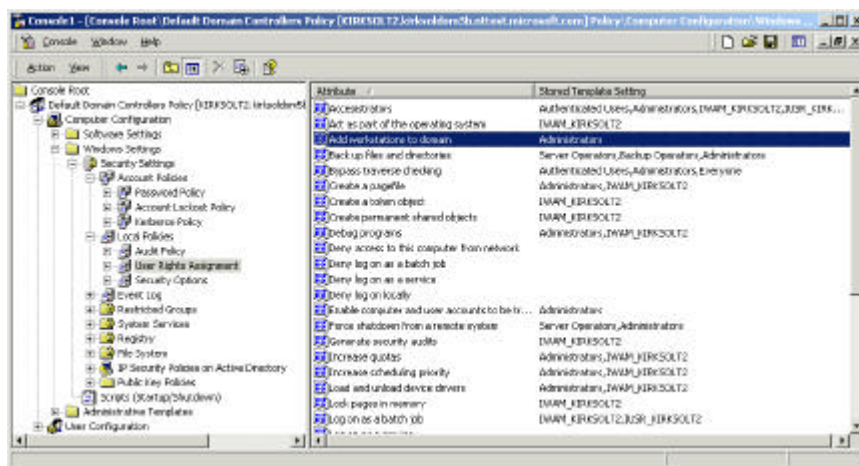 Console1 - [Console Root\Default Domain Controllers Policy [KIRKSOLT2.kirksoldom5h.nttest.microsoft.com] Policy\Computer Configuration\Windows ...
Console Window Help
Action View
Console Root
Default Domain Controllers Policy
Computer Configuration
Software Settings
Windows Settings
Security Settings
Account Policies
Password Policy
Account Lockout Policy
Kerberos Policy
Local Policies
Audit Policy
User Rights Assignment
Security Options
Event Log
Restricted Groups
System Services
Registry
File System
IP Security Policies on Active Directory
Public Key Policies
Scripts (Startup/Shutdown)
Administrative Templates
User Configuration
Attribute Stored Template Setting
Authenticated Users,Administrators,IWAM_KIRKSOLT2,IUSR_KIRK...
Act as part of the operating system IWAM_KIRKSOLT2
Add workstations to domain Administrators
Back up files and directories Server Operators,Backup Operators,Administrators
Bypass traverse checking Authenticated Users,Administrators,Everyone
Create a pagefile Administrators,IWAM_KIRKSOLT2
Create a token object IWAM_KIRKSOLT2
Create permanent shared objects IWAM_KIRKSOLT2
Debug programs Administrators,IWAM_KIRKSOLT2
Deny access to this computer from network
Deny log on as a batch job
Deny log on as a service
Deny log on locally
Enable computer and user accounts to be tr... Administrators
Force shutdown from a remote system Server Operators,Administrators
Generate security audits IWAM_KIRKSOLT2
Increase quotas Administrators,IWAM_KIRKSOLT2
Increase scheduling priority Administrators,IWAM_KIRKSOLT2
Load and unload device drivers Administrators,IWAM_KIRKSOLT2
Lock pages in memory IWAM_KIRKSOLT2
Log on as a batch job IWAM_KIRKSOLT2,IUSR_KIRKSOLT2